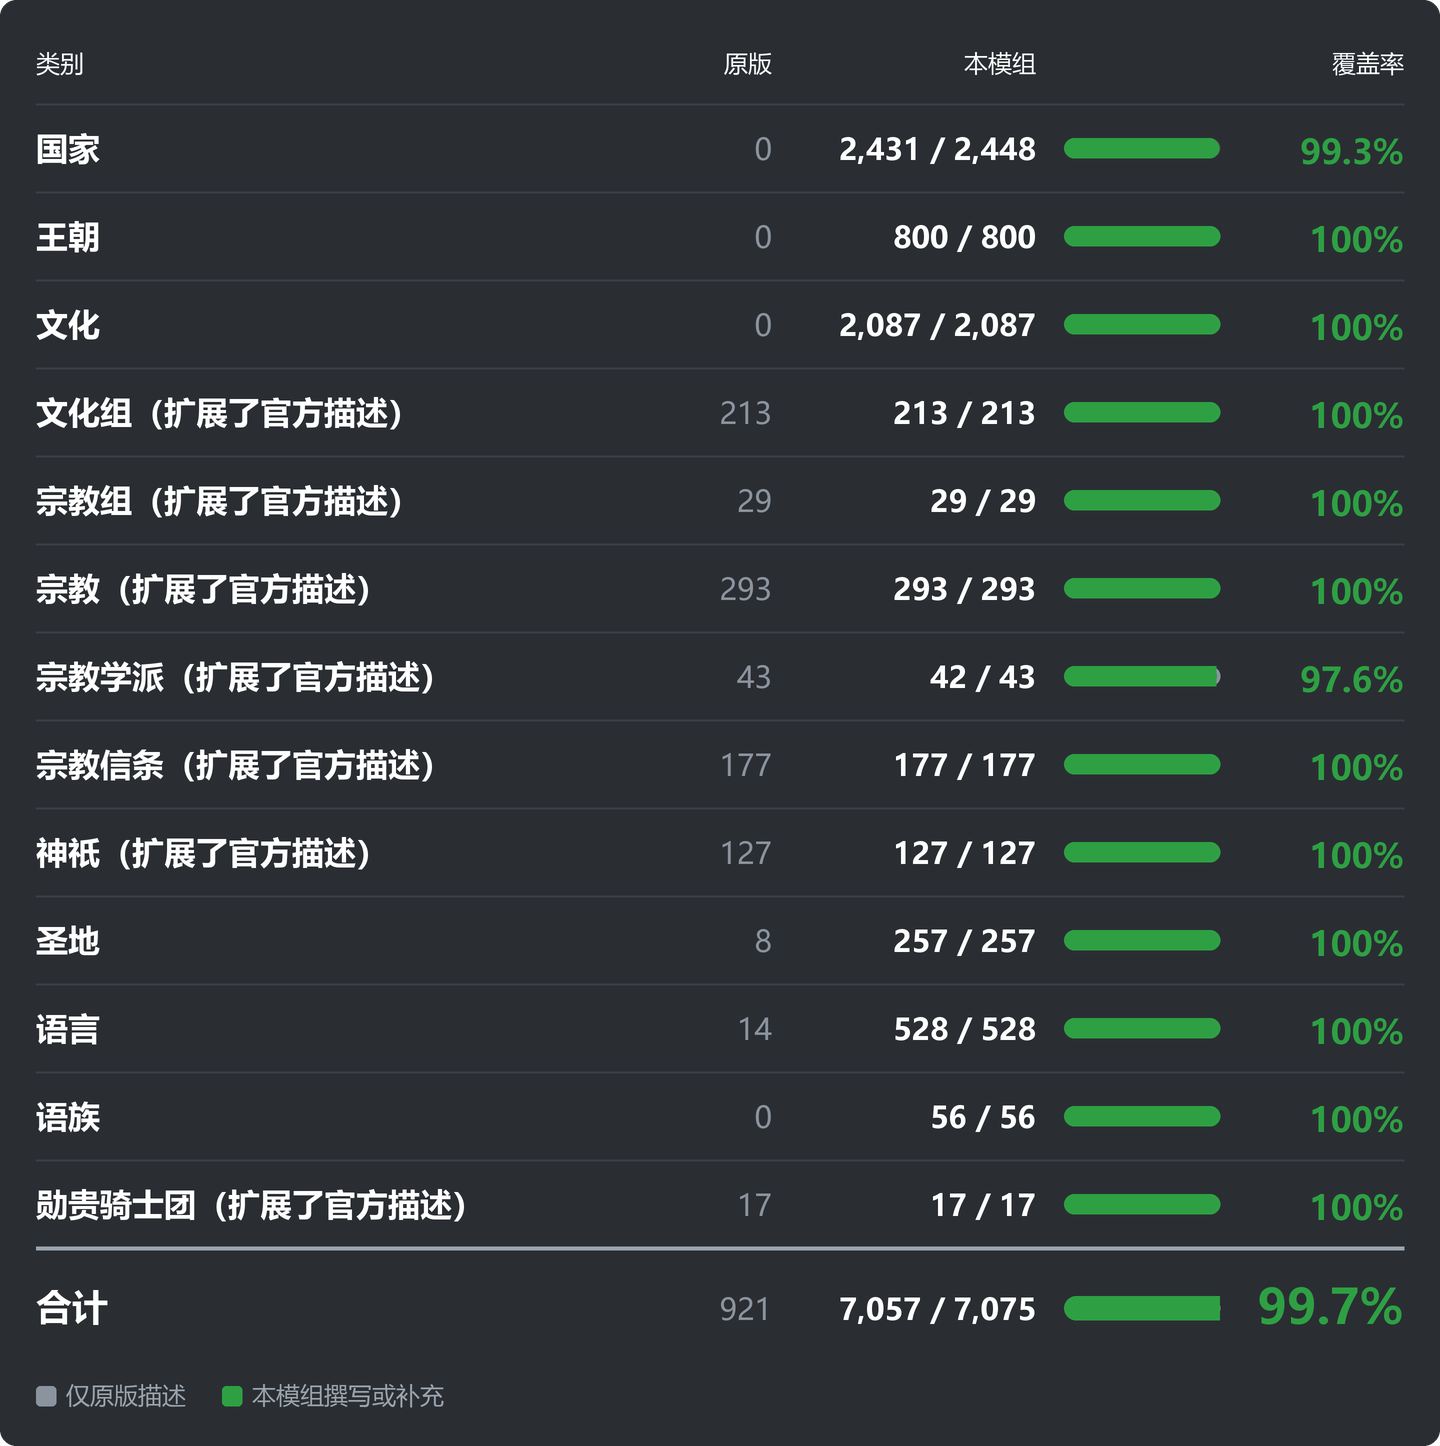 类别 原版 本模组 覆盖率
国家 0 2,431 / 2,448 99.3%
王朝 0 800 / 800 100%
文化 0 2,087 / 2,087 100%
文化组（扩展了官方描述） 213 213 / 213 100%
宗教组（扩展了官方描述） 29 29 / 29 100%
宗教（扩展了官方描述） 293 293 / 293 100%
宗教学派（扩展了官方描述） 43 42 / 43 97.6%
宗教信条（扩展了官方描述） 177 177 / 177 100%
神祇（扩展了官方描述） 127 127 / 127 100%
圣地 8 257 / 257 100%
语言 14 528 / 528 100%
语族 0 56 / 56 100%
勋贵骑士团（扩展了官方描述） 17 17 / 17 100%
合计 921 7,057 / 7,075 99.7%
仅原版描述 本模组撰写或补充